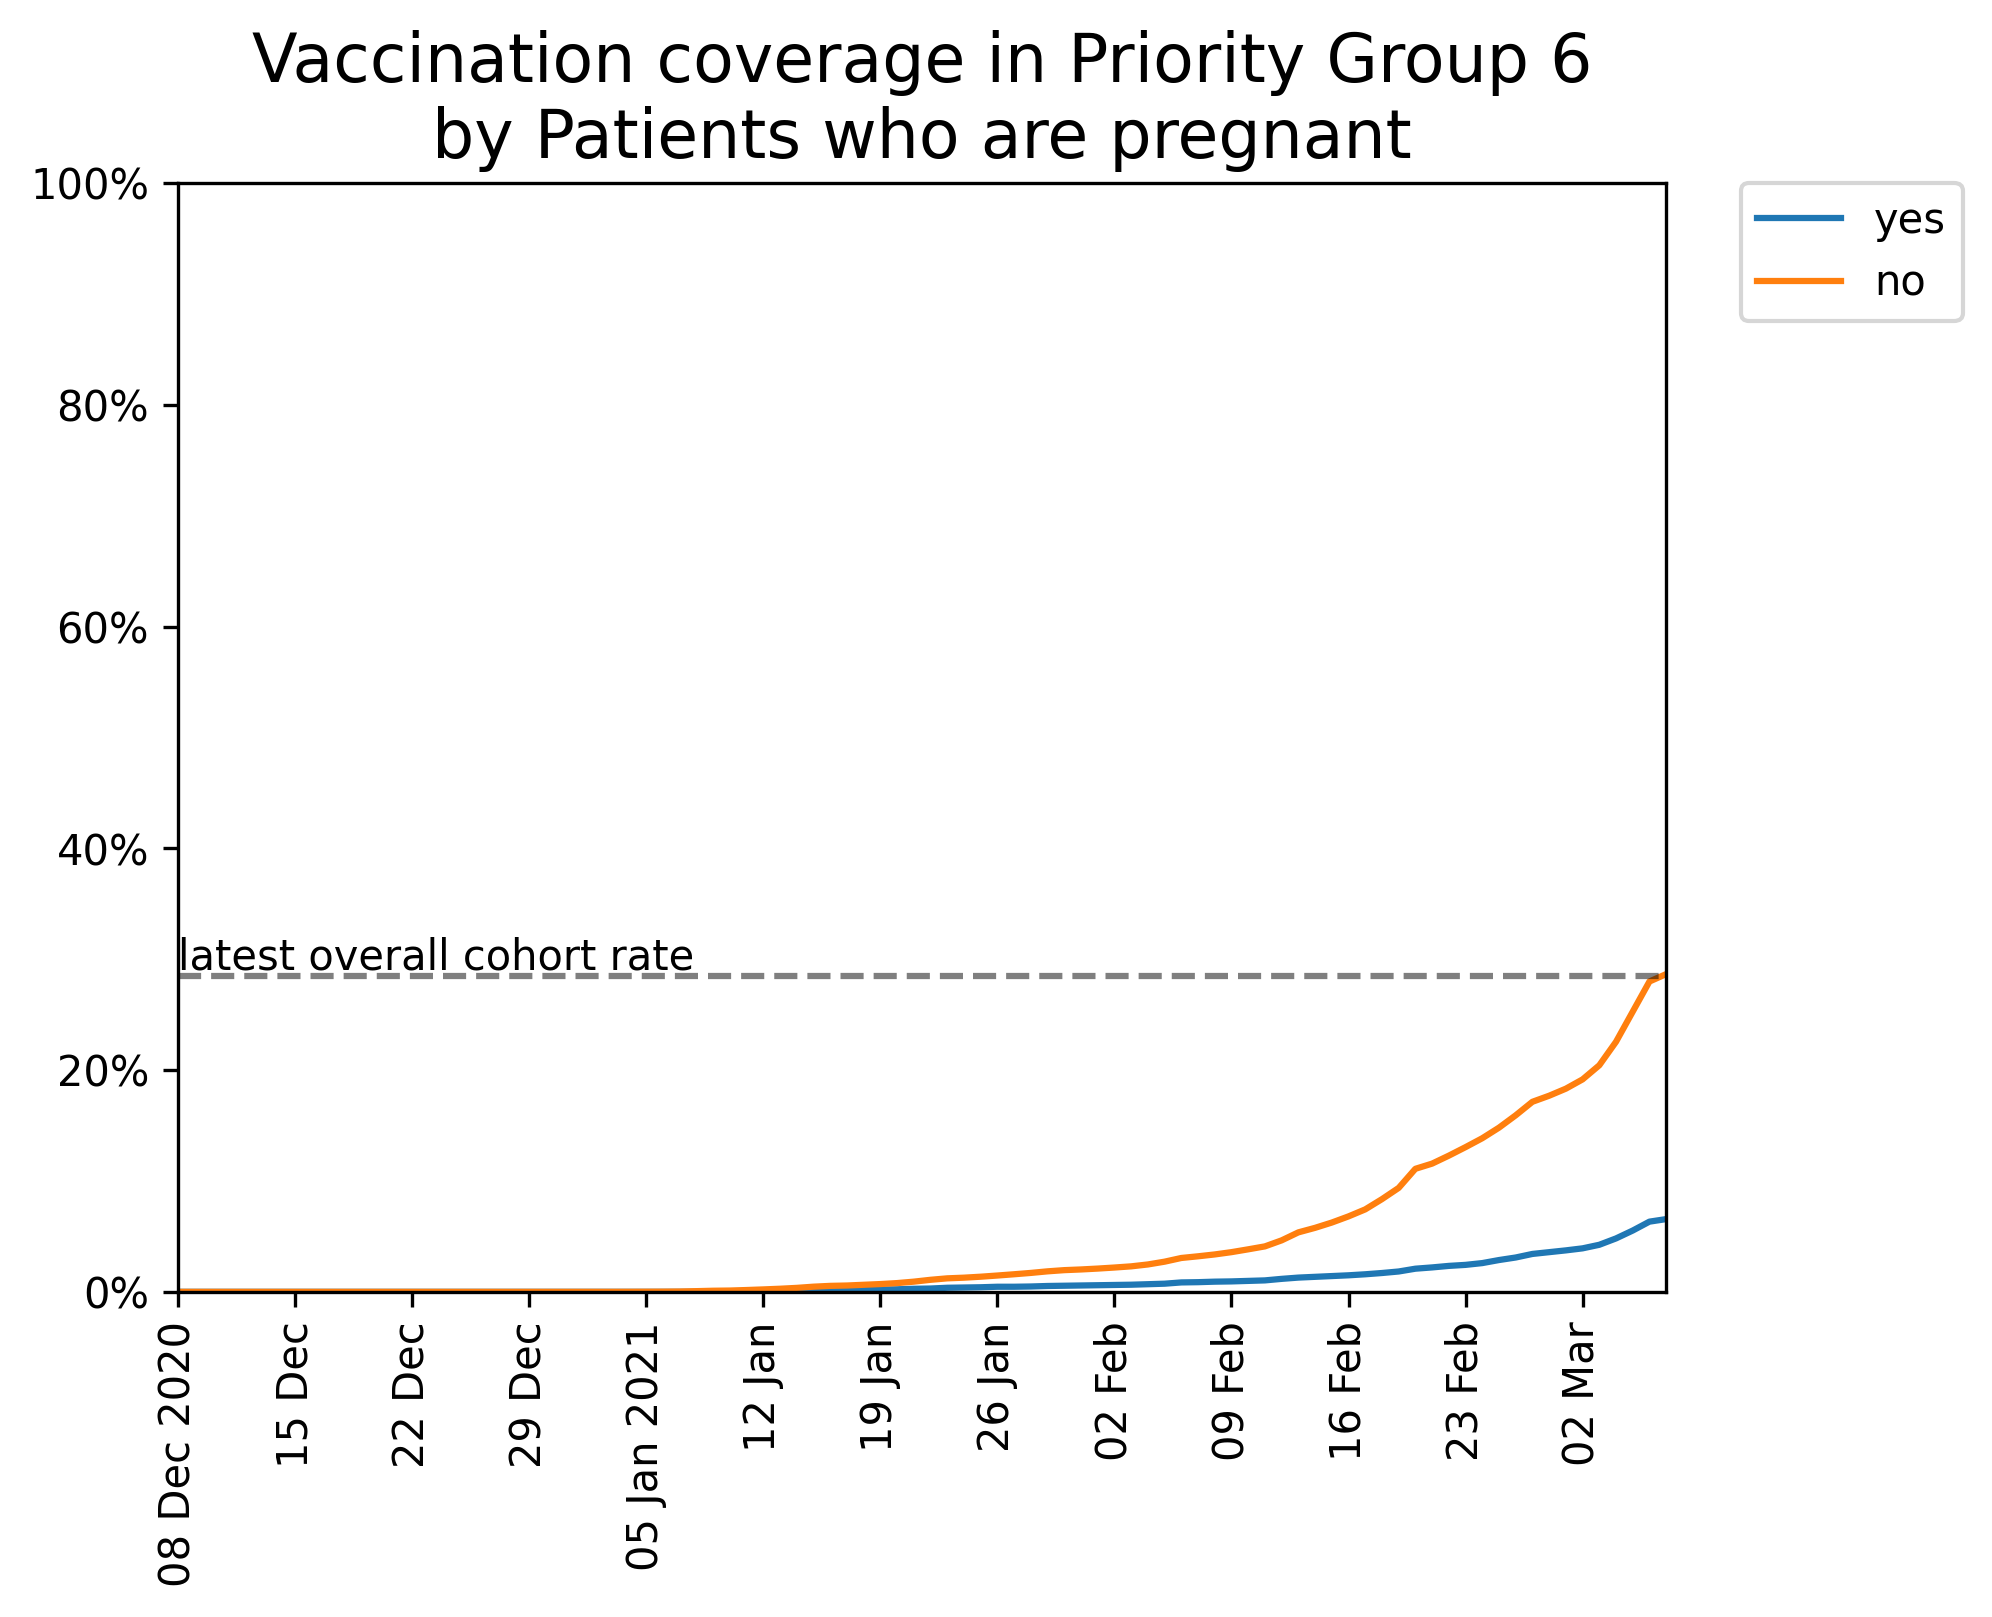 Vaccination coverage in Priority Group 6
by Patients who are pregnant
100%
80%
60%
40%
20%
0%
latest overall cohort rate
yes
no
08 Dec 2020
15 Dec
22 Dec
29 Dec
05 Jan 2021
12 Jan
19 Jan
26 Jan
02 Feb
09 Feb
16 Feb
23 Feb
02 Mar